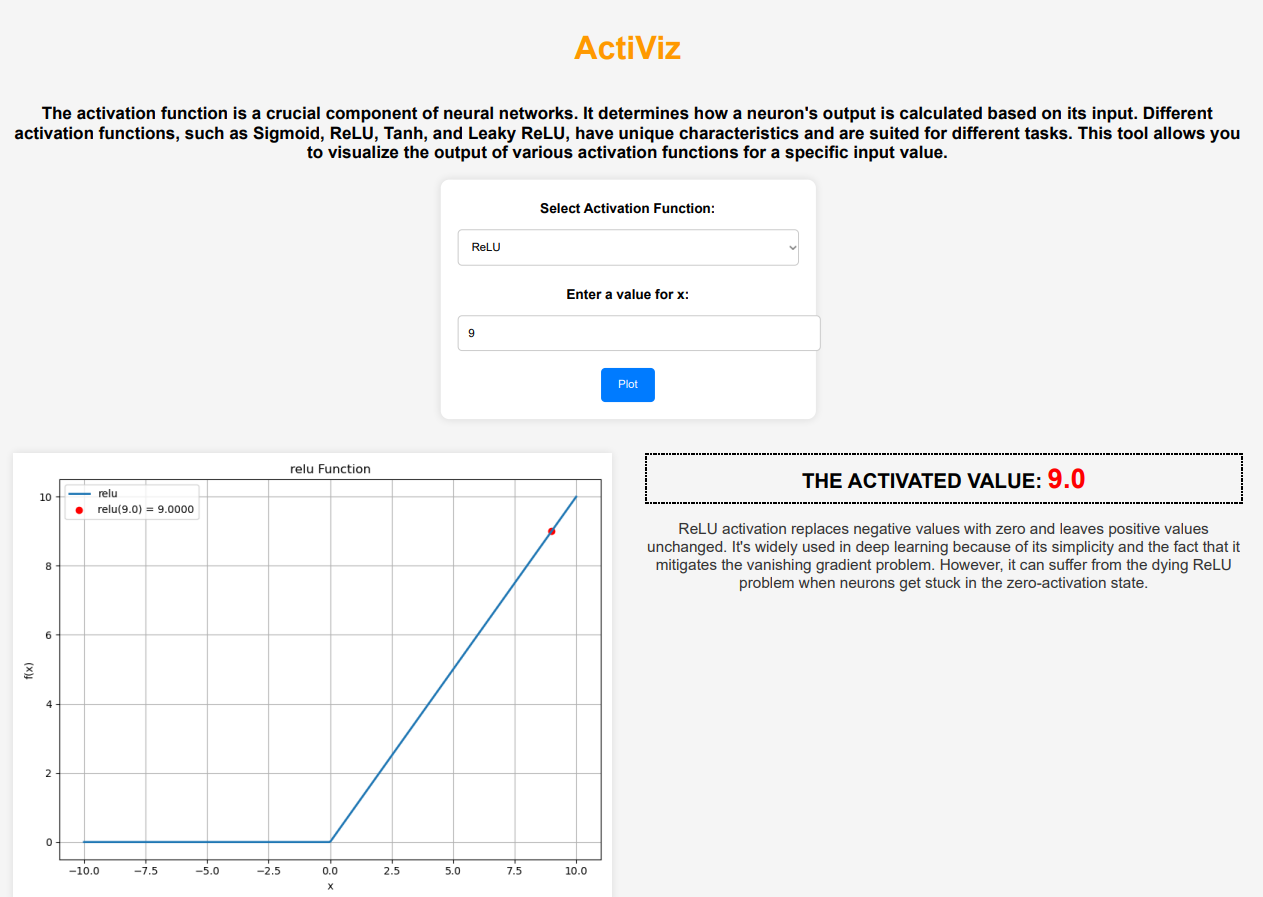 ActiViz
The activation function is a crucial component of neural networks. It determines how a neuron's output is calculated based on its input. Different
activation functions, such as Sigmoid, ReLU, Tanh, and Leaky ReLU, have unique characteristics and are suited for different tasks. This tool allows you
to visualize the output of various activation functions for a specific input value.
Select Activation Function:
ReLU
Enter a value for x:
9
Plot
relu Function
relu
relu(9.0) = 9.0000
10
8
6
4
2
0
f(x)
−10.0 −7.5 −5.0 −2.5 0.0 2.5 5.0 7.5 10.0
x
THE ACTIVATED VALUE: 9.0
ReLU activation replaces negative values with zero and leaves positive values
unchanged. It's widely used in deep learning because of its simplicity and the fact that it
mitigates the vanishing gradient problem. However, it can suffer from the dying ReLU
problem when neurons get stuck in the zero-activation state.